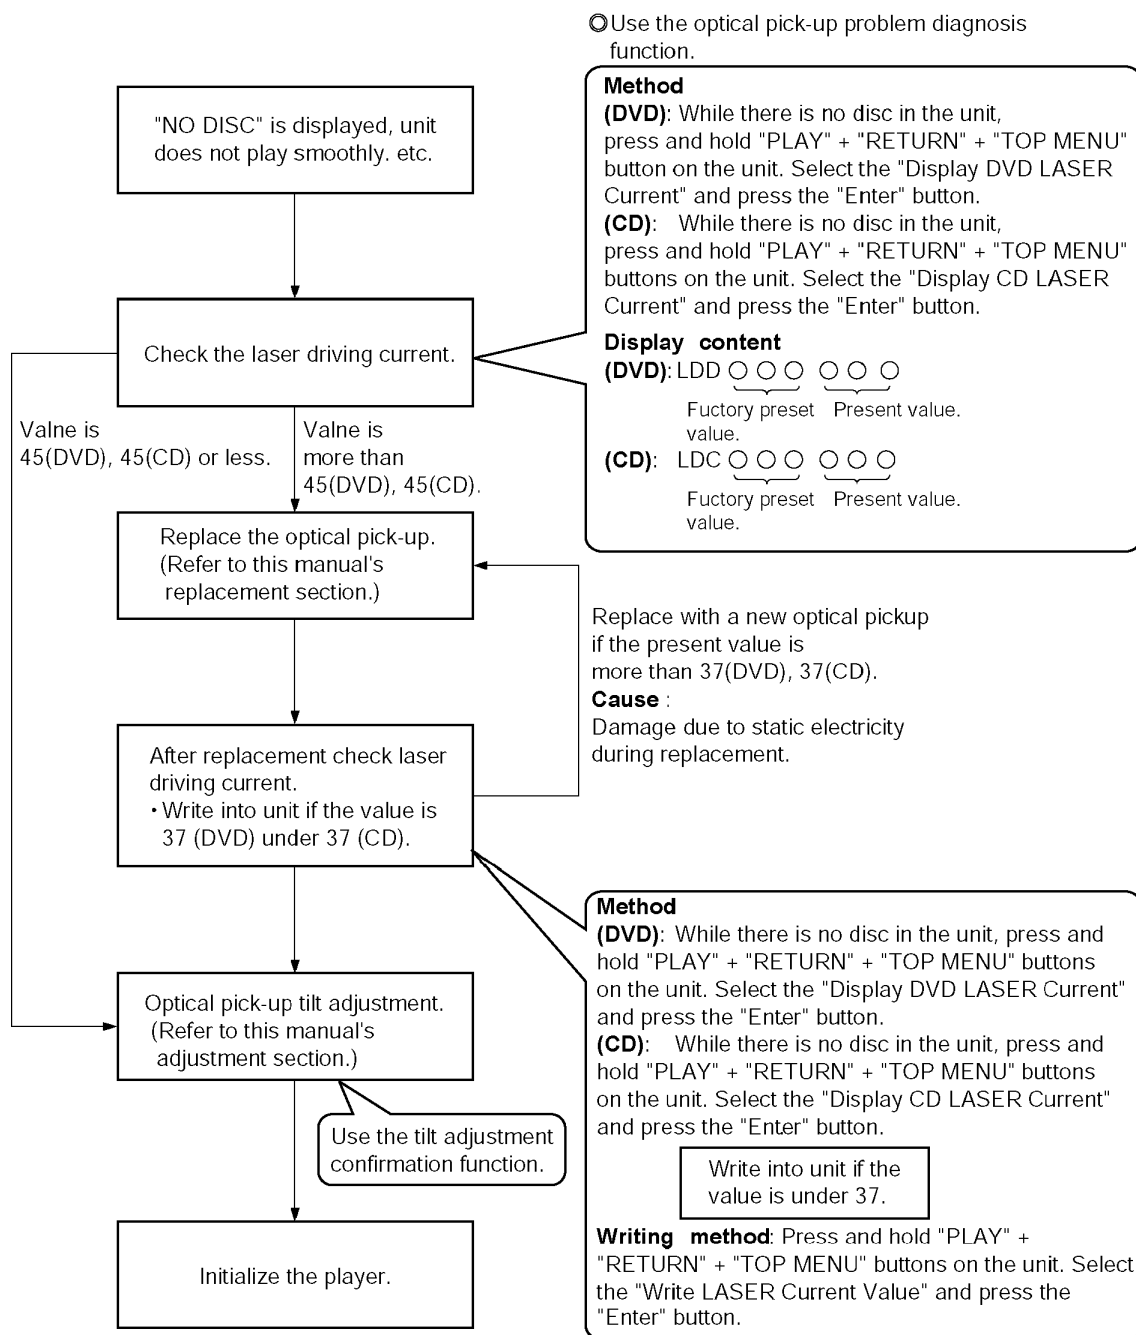 ◎Use the optical pick-up problem diagnosis
function.
"NO DISC" is displayed, unit
does not play smoothly. etc.
Method
(DVD): While there is no disc in the unit,
press and hold "PLAY" + "RETURN" + "TOP MENU"
button on the unit. Select the "Display DVD LASER
Current" and press the "Enter" button.
(CD): While there is no disc in the unit,
press and hold "PLAY" + "RETURN" + "TOP MENU"
buttons on the unit. Select the "Display CD LASER
Current" and press the "Enter" button.
Display content
(DVD): LDD ○ ○ ○ ○ ○ ○
Fuctory preset Present value.
value.
(CD): LDC ○ ○ ○ ○ ○ ○
Fuctory preset Present value.
value.
Check the laser driving current.
Valne is
45(DVD), 45(CD) or less.
Valne is
more than
45(DVD), 45(CD).
Replace the optical pick-up.
(Refer to this manual's
replacement section.)
Replace with a new optical pickup
if the present value is
more than 37(DVD), 37(CD).
Cause :
Damage due to static electricity
during replacement.
After replacement check laser
driving current.
・Write into unit if the value is
37 (DVD) under 37 (CD).
Method
(DVD): While there is no disc in the unit, press and
hold "PLAY" + "RETURN" + "TOP MENU" buttons
on the unit. Select the "Display DVD LASER Current"
and press the "Enter" button.
(CD): While there is no disc in the unit, press and
hold "PLAY" + "RETURN" + "TOP MENU" buttons
on the unit. Select the "Display CD LASER Current"
and press the "Enter" button.
Write into unit if the
value is under 37.
Writing method: Press and hold "PLAY" +
"RETURN" + "TOP MENU" buttons on the unit. Select
the "Write LASER Current Value" and press the
"Enter" button.
Optical pick-up tilt adjustment.
(Refer to this manual's
adjustment section.)
Use the tilt adjustment
confirmation function.
Initialize the player.